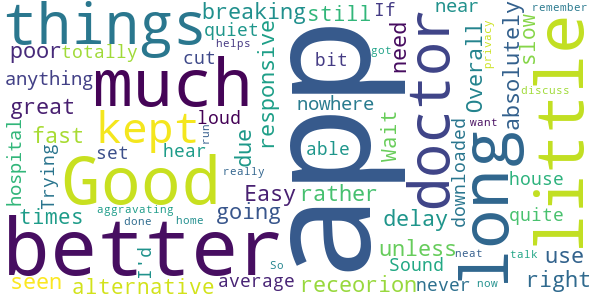 things
breaking
still
If
near
remember
poor
totally
quiet
cut
helps
responsive
need
bit
got
app
doctor
Overall
privacy
absolutely
slow
little
anything
much
great
nowhere
discuss
fast
kept
loud
run
due
able
Wait
downloaded
long
want
hospital
Trying
set
hear
Good
really
Easy
rather
house
times
aggravating
done
home
going
delay
quite
better
I'd
So
unless
Sound
neat
talk
use
seen
alternative
average
receorion
never
now
right